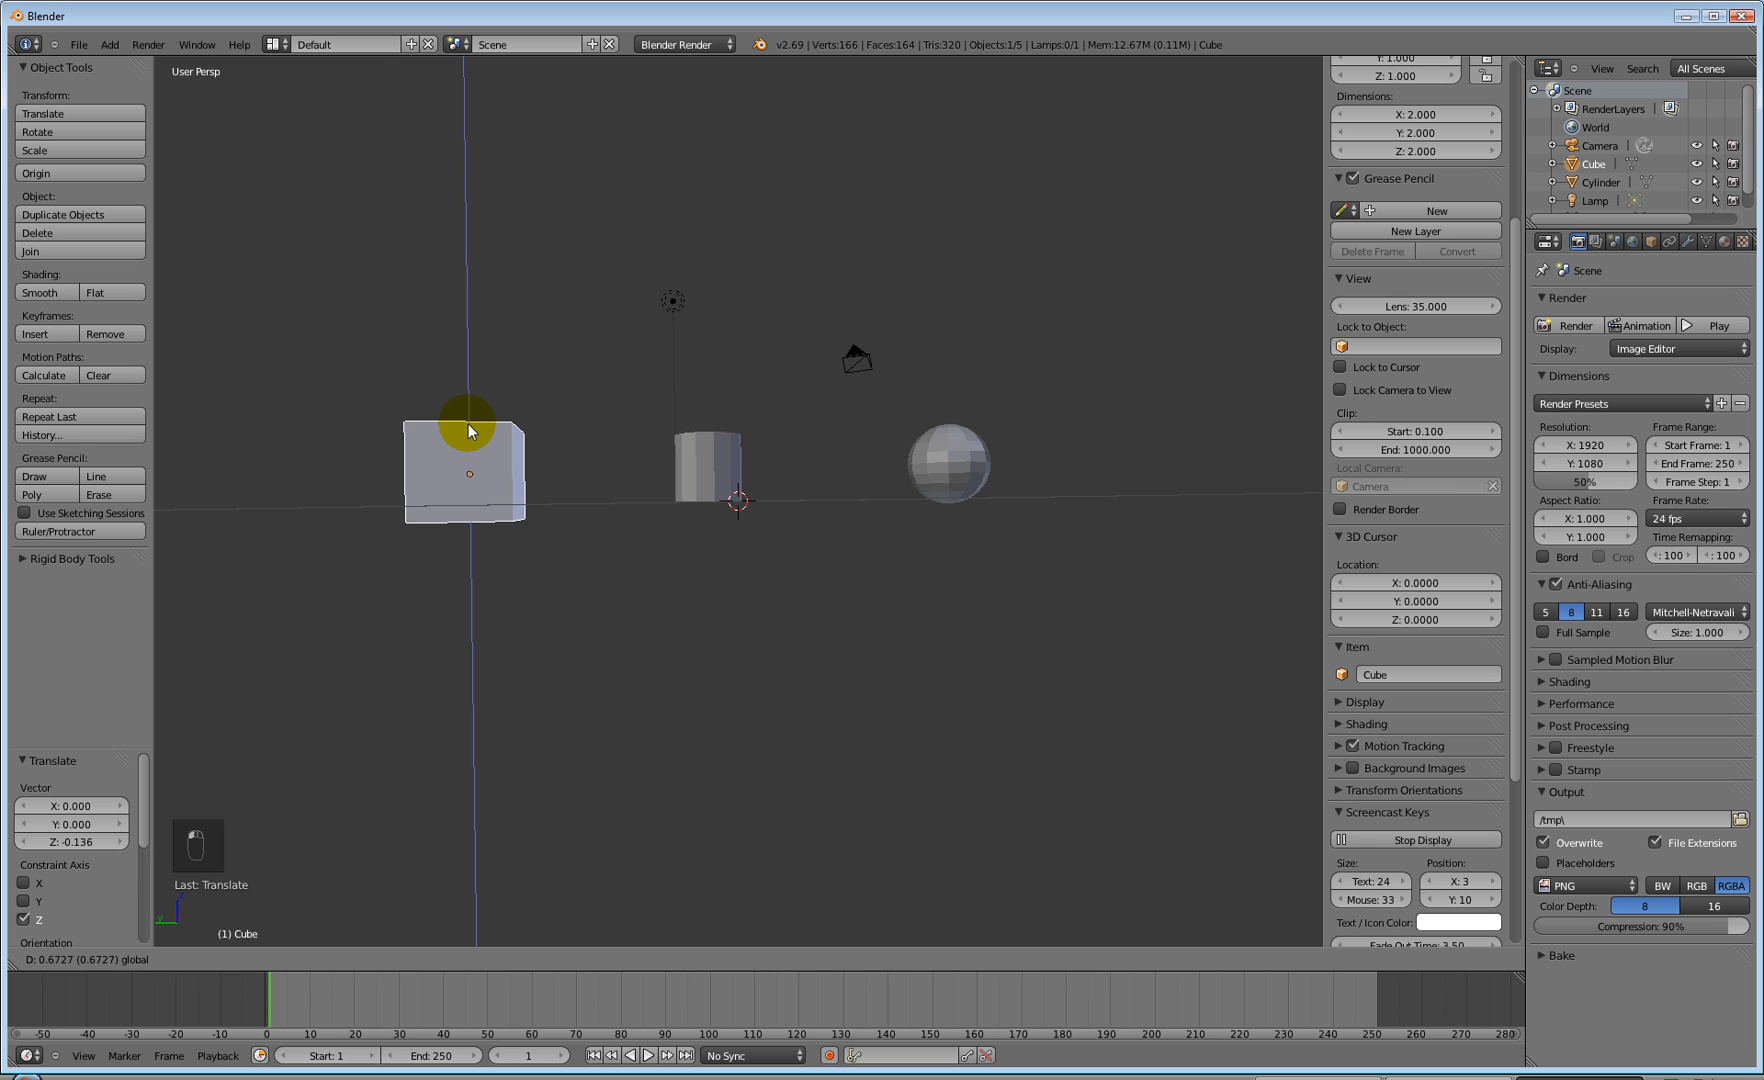 Blender
File Add Render Window Help Default Scene Blender Render v2.69 | Verts:166 | Faces:164 | Tris:320 | Objects:1/5 | Lamps:0/1 | Mem:12.67M (0.11M) | Cube
Object Tools
Transform:
Translate
Rotate
Scale
Origin
Object:
Duplicate Objects
Delete
Join
Shading:
Smooth Flat
Keyframes:
Insert Remove
Motion Paths:
Calculate Clear
Repeat:
Repeat Last
History...
Grease Pencil:
Draw Line
Poly Erase
Use Sketching Sessions
Ruler/Protractor
Rigid Body Tools
Translate
Vector
X: 0.000
Y: 0.000
Z: -0.136
Constraint Axis
X
Y
Z
Orientation
User Persp
Last: Translate
(1) Cube
D: 0.6727 (0.6727) global
Y: 1.000
Z: 1.000
Dimensions:
X: 2.000
Y: 2.000
Z: 2.000
Grease Pencil
New
New Layer
Delete Frame Convert
View
Lens: 35.000
Lock to Object:
Lock to Cursor
Lock Camera to View
Clip:
Start: 0.100
End: 1000.000
Local Camera:
Camera
Render Border
3D Cursor
Location:
X: 0.0000
Y: 0.0000
Z: 0.0000
Item
Cube
Display
Shading
Motion Tracking
Background Images
Transform Orientations
Screencast Keys
Stop Display
Size: Position:
Text: 24 X: 3
Mouse: 33 Y: 10
Text / Icon Color:
Fade Out Time: 3.50
View Search All Scenes
Scene
RenderLayers |
World
Camera |
Cube |
Cylinder |
Lamp |
Scene
Render
Render Animation Play
Display: Image Editor
Dimensions
Render Presets
Resolution: Frame Range:
X: 1920 Start Frame: 1
Y: 1080 End Frame: 250
50% Frame Step: 1
Aspect Ratio: Frame Rate:
X: 1.000 24 fps
Y: 1.000 Time Remapping:
Bord Crop : 100 : 100
Anti-Aliasing
5 8 11 16 Mitchell-Netravali
Full Sample Size: 1.000
Sampled Motion Blur
Shading
Performance
Post Processing
Freestyle
Stamp
Output
/tmp\
Overwrite File Extensions
Placeholders
PNG BW RGB RGBA
Color Depth: 8 16
Compression: 90%
Bake
-50 -40 -30 -20 -10 0 10 20 30 40 50 60 70 80 90 100 110 120 130 140 150 160 170 180 190 200 210 220 230 240 250 260 270 280
View Marker Frame Playback Start: 1 End: 250 1 No Sync